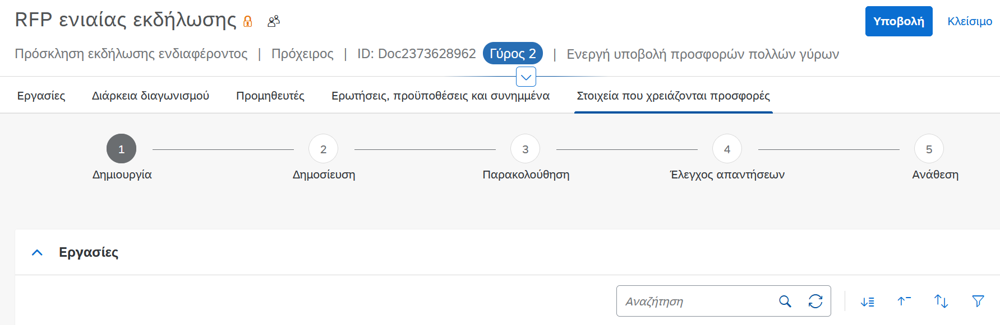 RFP ενιαίας εκδήλωσης
Υποβολή
Κλείσιμο
Πρόσκληση εκδήλωσης ενδιαφέροντος | Πρόχειρος | ID: Doc2373628962 Γύρος 2 | Ενεργή υποβολή προσφορών πολλών γύρων
Εργασίες Διάρκεια διαγωνισμού Προμηθευτές Ερωτήσεις, προϋποθέσεις και συνημμένα Στοιχεία που χρειάζονται προσφορές
1 2 3 4 5
Δημιουργία Δημοσίευση Παρακολούθηση Έλεγχος απαντήσεων Ανάθεση
Εργασίες
Αναζήτηση